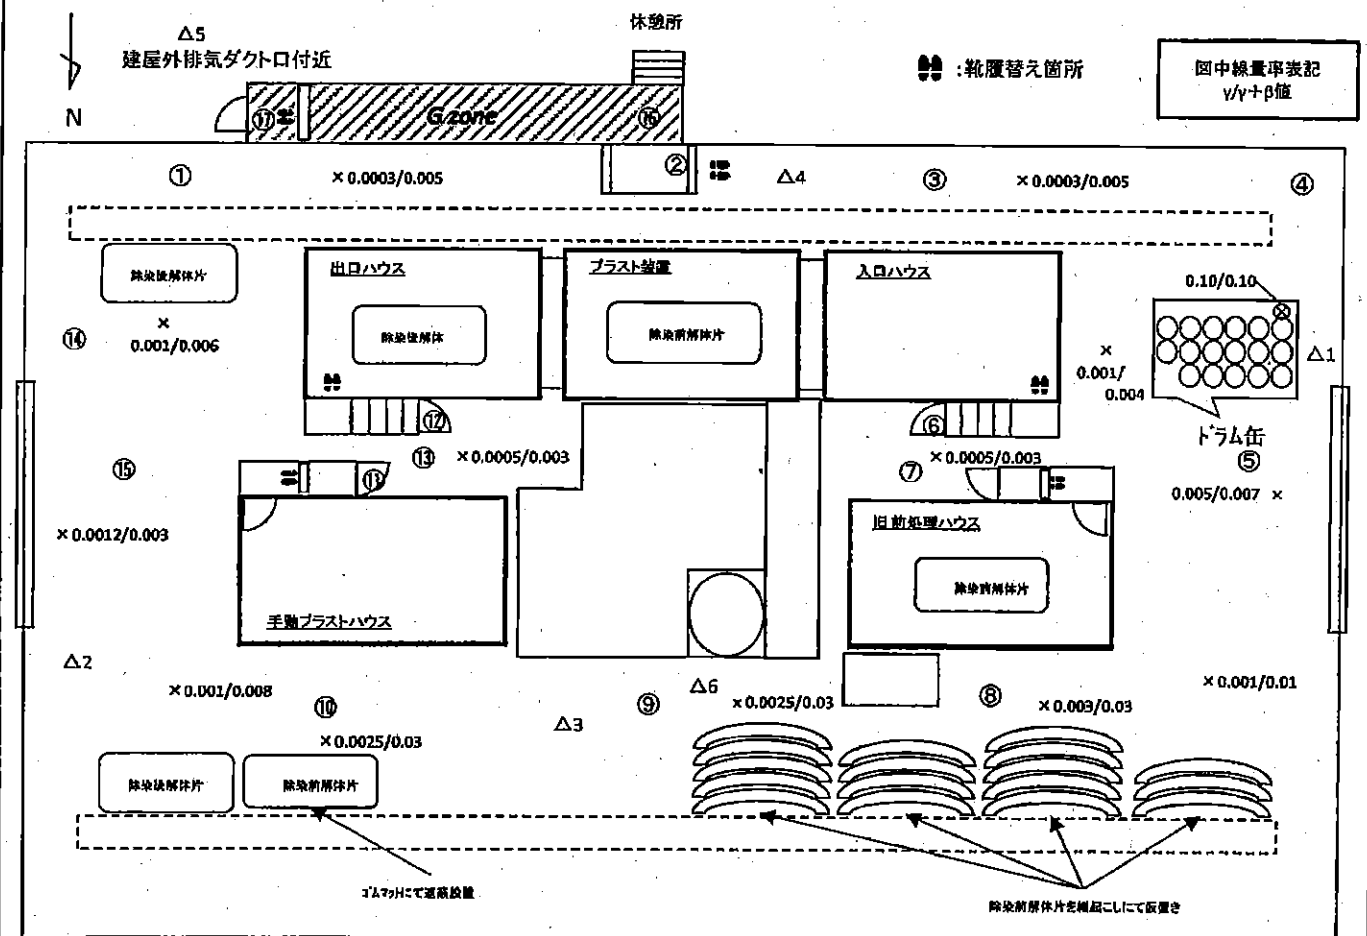 休憩所
△5
建屋外排気ダクト口付近
:靴履替え箇所
図中線量率表記
γ/γ+β値
N
⑰
G zone
⑯
①
×0.0003/0.005
②
△4
③
×0.0003/0.005
④
除染後解体片
出口ハウス
ブラスト装置
入口ハウス
0.10/0.10
除染後解体
除染前解体片
⑭
×
0.001/0.006
×
0.001/
0.004
△1
⑫
⑥
ドラム缶
⑬
×0.0005/0.003
⑦
×0.0005/0.003
⑤
⑮
⑪
0.005/0.007 ×
×0.0012/0.003
旧前処理ハウス
除染前解体片
手動ブラストハウス
△2
×0.001/0.008
⑩
×0.0025/0.03
△3
⑨
△6
×0.0025/0.03
⑧
×0.003/0.03
×0.001/0.01
除染後解体片
除染前解体片
ゴムマットにて遮蔽設置
除染前解体片を縦起こしにて仮置き